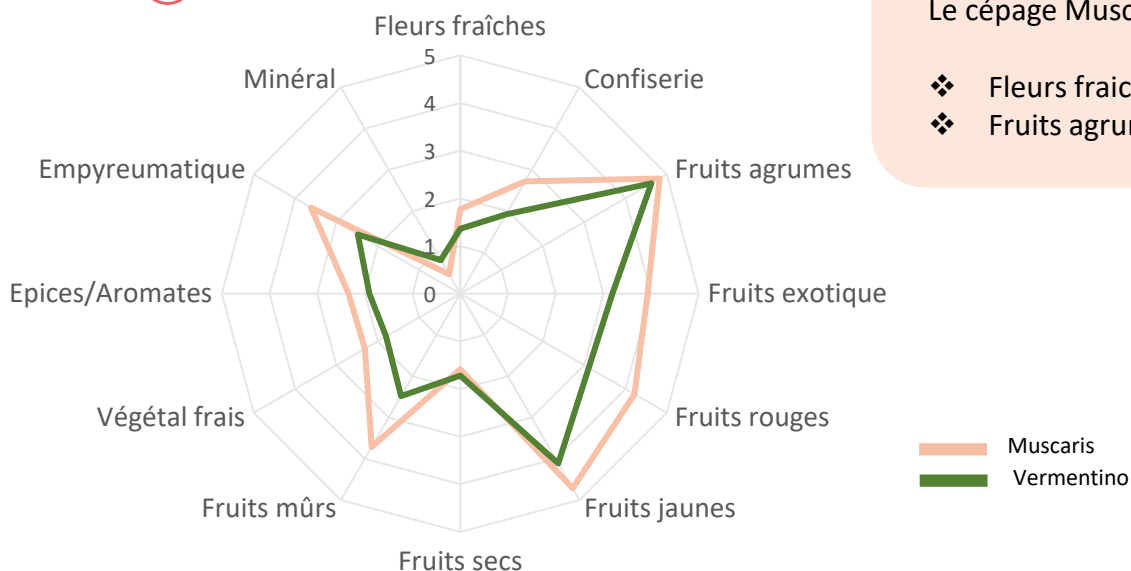 Le cépage Musc
❖ Fleurs fraic
❖ Fruits agru
Fleurs fraîches
Minéral
Confiserie
Empyreumatique
Fruits agrumes
Epices/Aromates
Fruits exotique
Végétal frais
Fruits rouges
Fruits mûrs
Fruits jaunes
Fruits secs
5
4
3
2
1
0
Muscaris
Vermentino